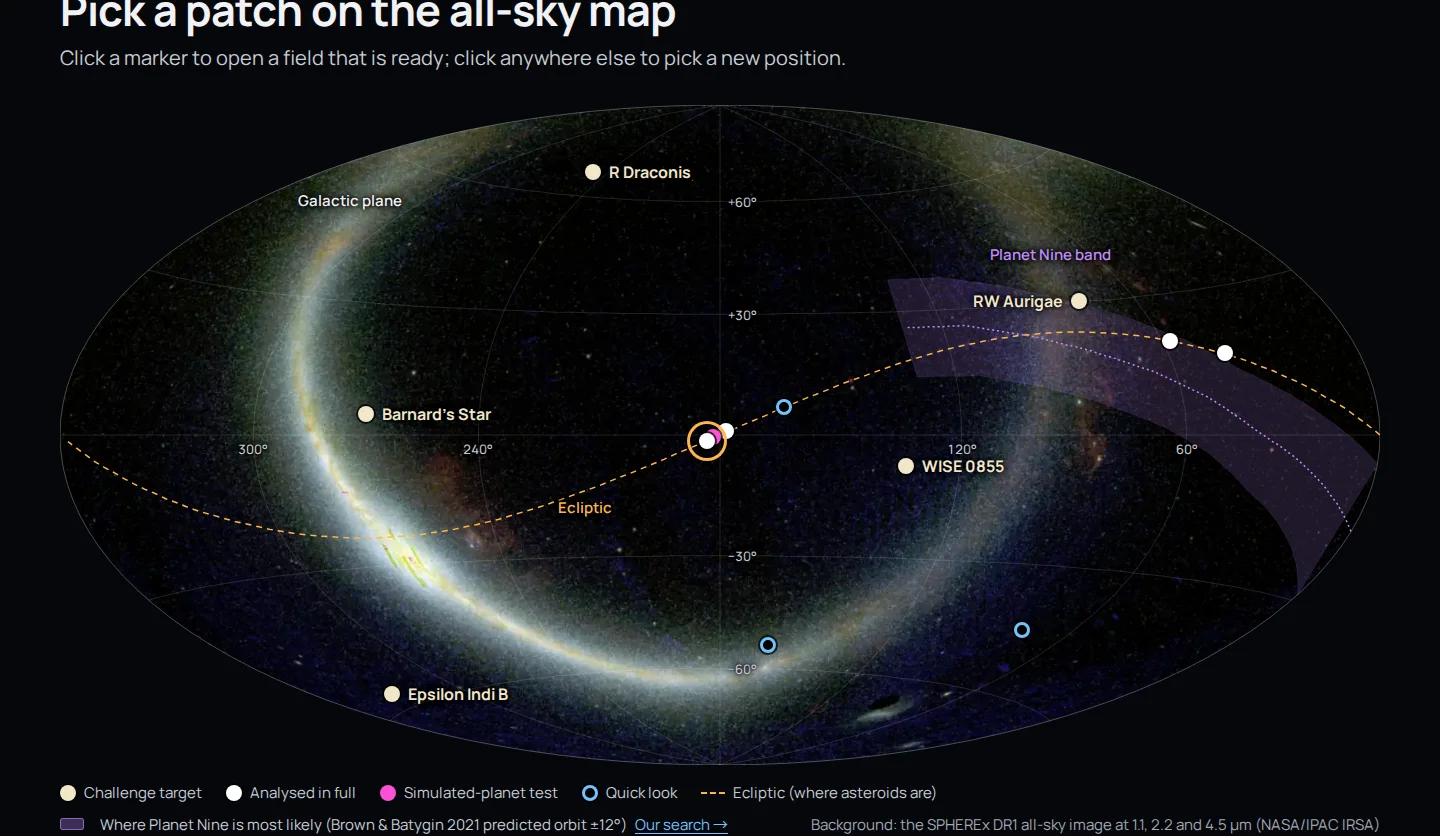 Pick a patch on the all-sky map
Click a marker to open a field that is ready; click anywhere else to pick a new position.
R Draconis
Galactic plane
+60°
Planet Nine band
RW Aurigae
+30°
Barnard's Star
300°
240°
120°
60°
WISE 0855
Ecliptic
-30°
-60°
Epsilon Indi B
Challenge target
Analysed in full
Simulated-planet test
Quick look
Ecliptic (where asteroids are)
Where Planet Nine is most likely (Brown & Batygin 2021 predicted orbit ±12°) Our search →
Background: the SPHEREx DR1 all-sky image at 1.1, 2.2 and 4.5 µm (NASA/IPAC IRSA)